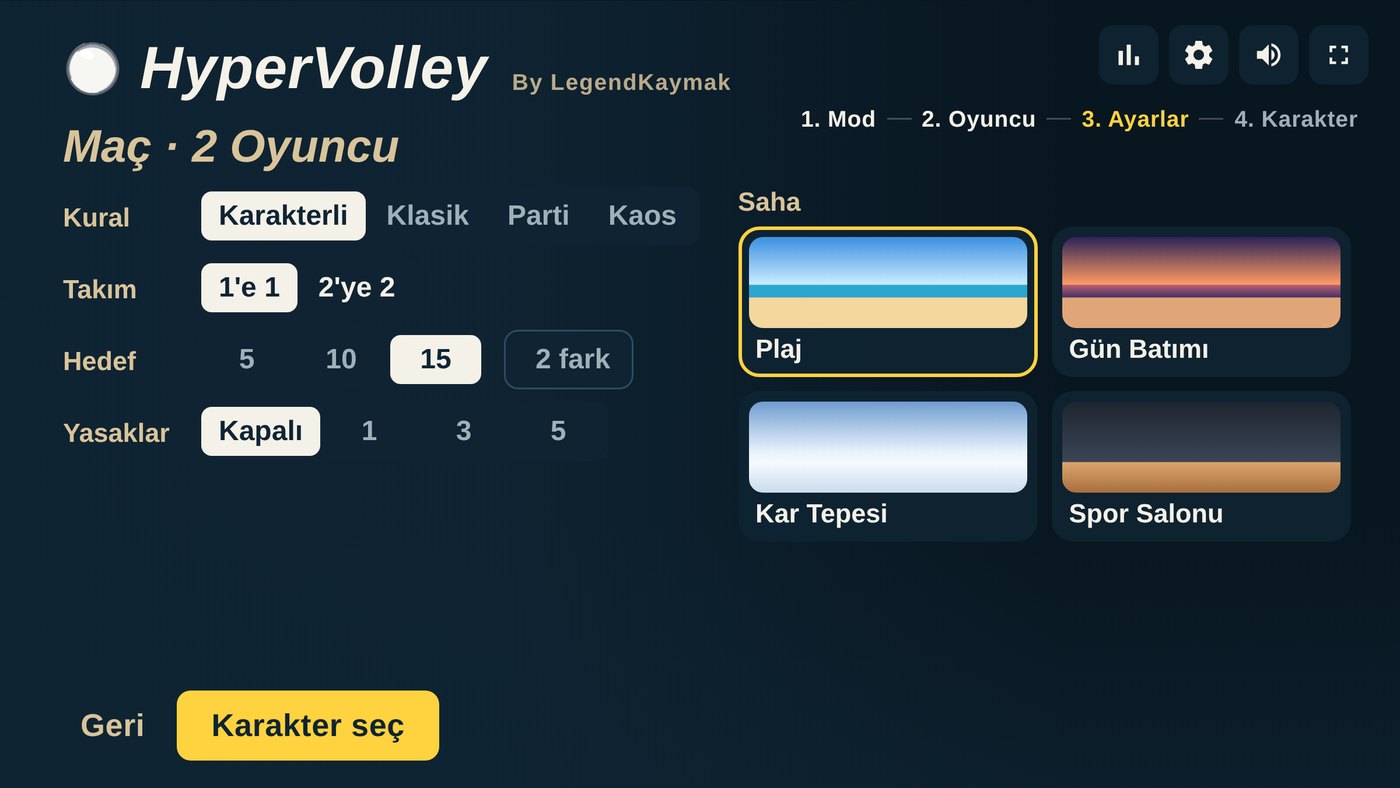 HyperVolley By LegendKaymak
1. Mod — 2. Oyuncu — 3. Ayarlar — 4. Karakter
Maç · 2 Oyuncu
Kural Karakterli Klasik Parti Kaos
Takım 1'e 1 2'ye 2
Hedef 5 10 15 2 fark
Yasaklar Kapalı 1 3 5
Saha
Plaj
Gün Batımı
Kar Tepesi
Spor Salonu
Geri Karakter seç